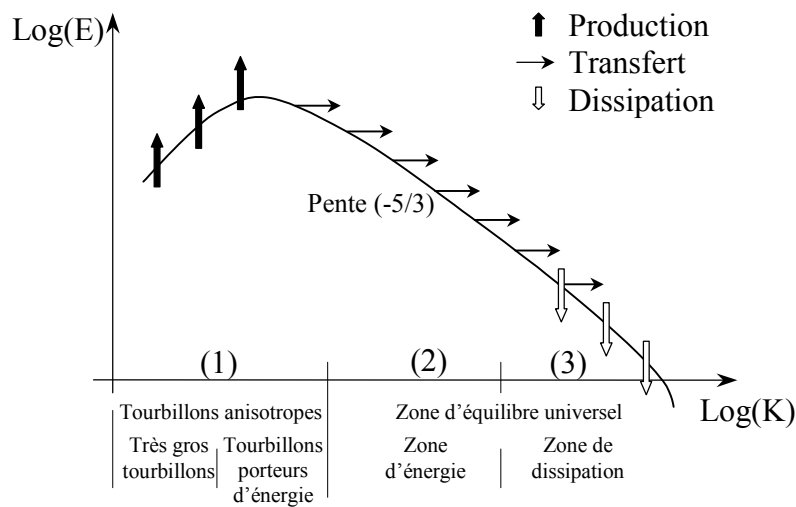 Log(E)
Production
Transfert
Dissipation
Pente (-5/3)
(1)
(2)
(3)
Log(K)
Tourbillons anisotropes
Zone d'équilibre universel
Très gros
tourbillons
Tourbillons
porteurs
d'énergie
Zone
d'énergie
Zone de
dissipation